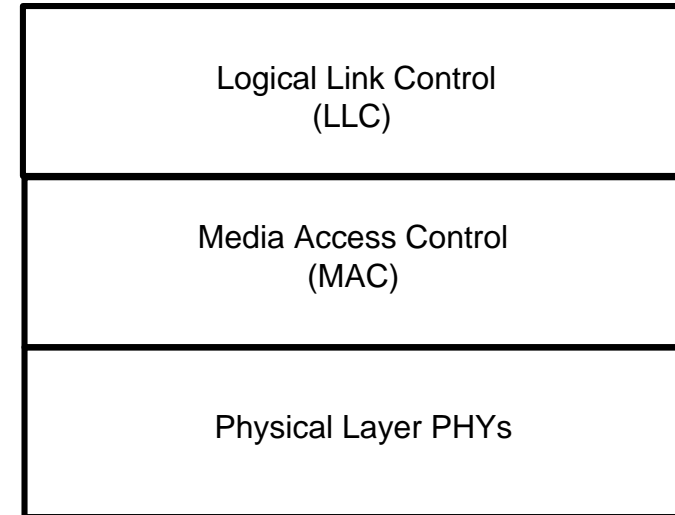 Logical Link Control
(LLC)
Media Access Control
(MAC)
Physical Layer PHYs